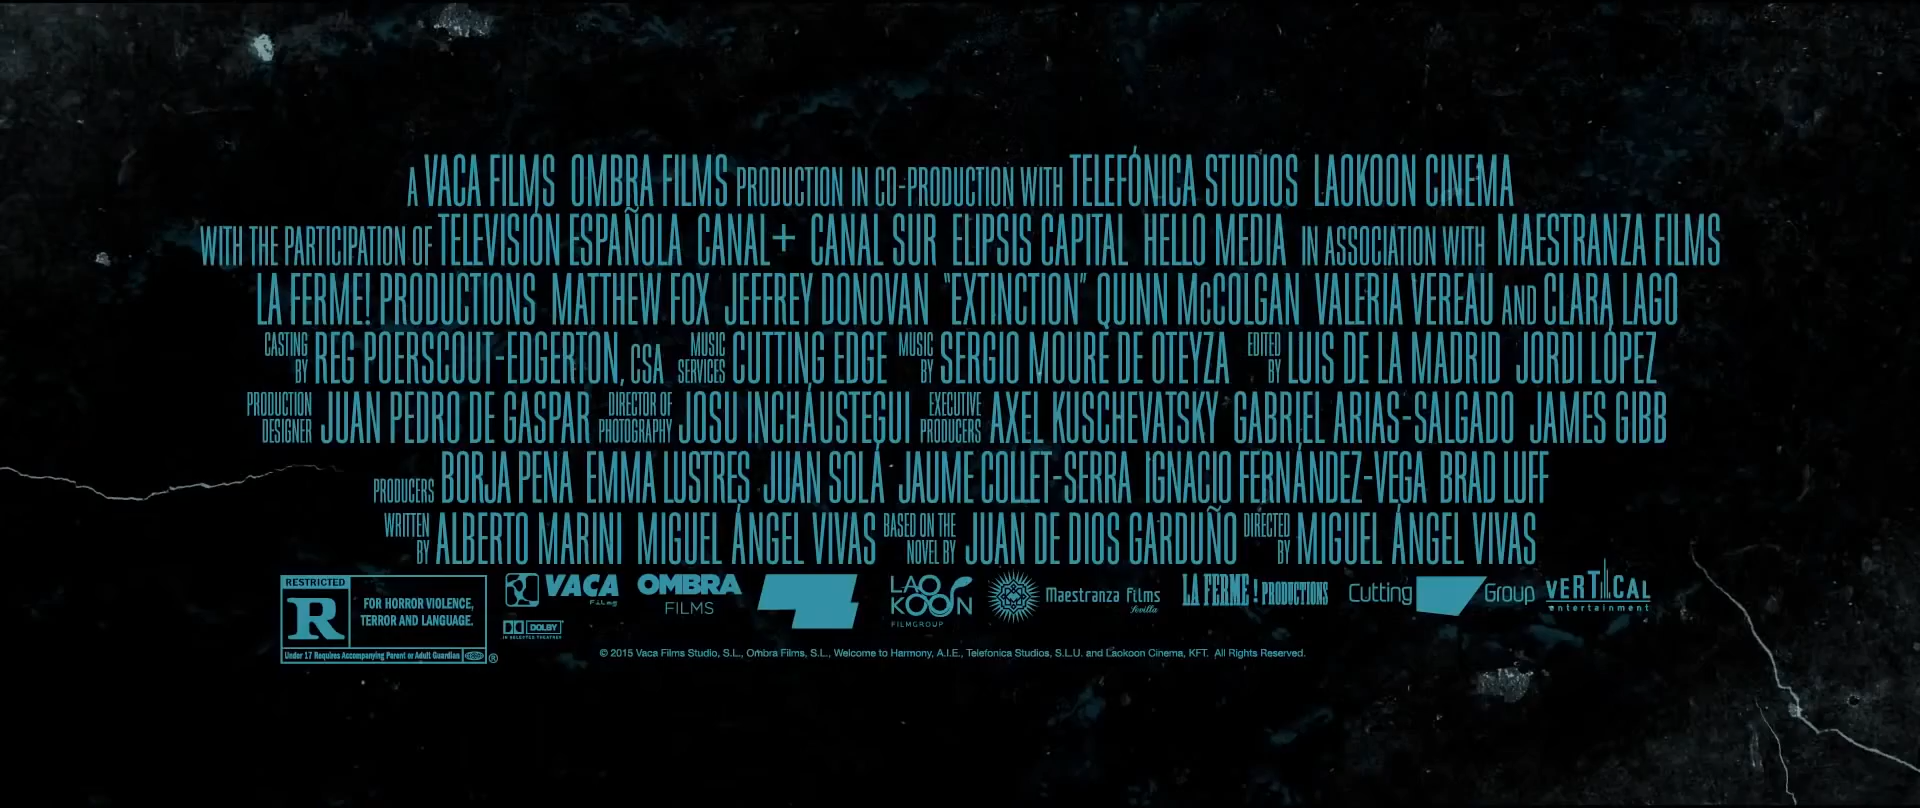 A VACA FILMS OMBRA FILMS PRODUCTION IN CO-PRODUCTION WITH TELEFÓNICA STUDIOS LAOKOON CINEMA
WITH THE PARTICIPATION OF TELEVISIÓN ESPAÑOLA CANAL+ CANAL SUR ELIPSIS CAPITAL HELLO MEDIA IN ASSOCIATION WITH MAESTRANZA FILMS
LA FERME! PRODUCTIONS MATTHEW FOX JEFFREY DONOVAN "EXTINCTION" QUINN McCOLGAN VALERIA VEREAU AND CLARA LAGO
CASTING BY REG POERSCOUT-EDGERTON, CSA MUSIC SERVICES CUTTING EDGE MUSIC BY SERGIO MOURE DE OTEYZA EDITED BY LUIS DE LA MADRID JORDI LÓPEZ
PRODUCTION DESIGNER JUAN PEDRO DE GASPAR DIRECTOR OF PHOTOGRAPHY JOSU INCHÁUSTEGUI EXECUTIVE PRODUCERS AXEL KUSCHEVATSKY GABRIEL ARIAS-SALGADO JAMES GIBB
PRODUCERS BORJA PENA EMMA LUSTRES JUAN SOLÁ JAUME COLLET-SERRA IGNACIO FERNÁNDEZ-VEGA BRAD LUFF
WRITTEN BY ALBERTO MARINI MIGUEL ÁNGEL VIVAS BASED ON THE NOVEL BY JUAN DE DIOS GARDUÑO DIRECTED BY MIGUEL ÁNGEL VIVAS
RESTRICTED
R
FOR HORROR VIOLENCE,
TERROR AND LANGUAGE.
Under 17 Requires Accompanying Parent or Adult Guardian ®
VACA Films
DOLBY
IN SELECTED THEATRES
OMBRA FILMS
LAOKOON FILMGROUP
Maestranza Films Sevilla
LA FERME! PRODUCTIONS
Cutting Group
VERTICAL entertainment
© 2015 Vaca Films Studio, S.L., Ombra Films, S.L., Welcome to Harmony, A.I.E., Telefonica Studios, S.L.U. and Laokoon Cinema, KFT. All Rights Reserved.